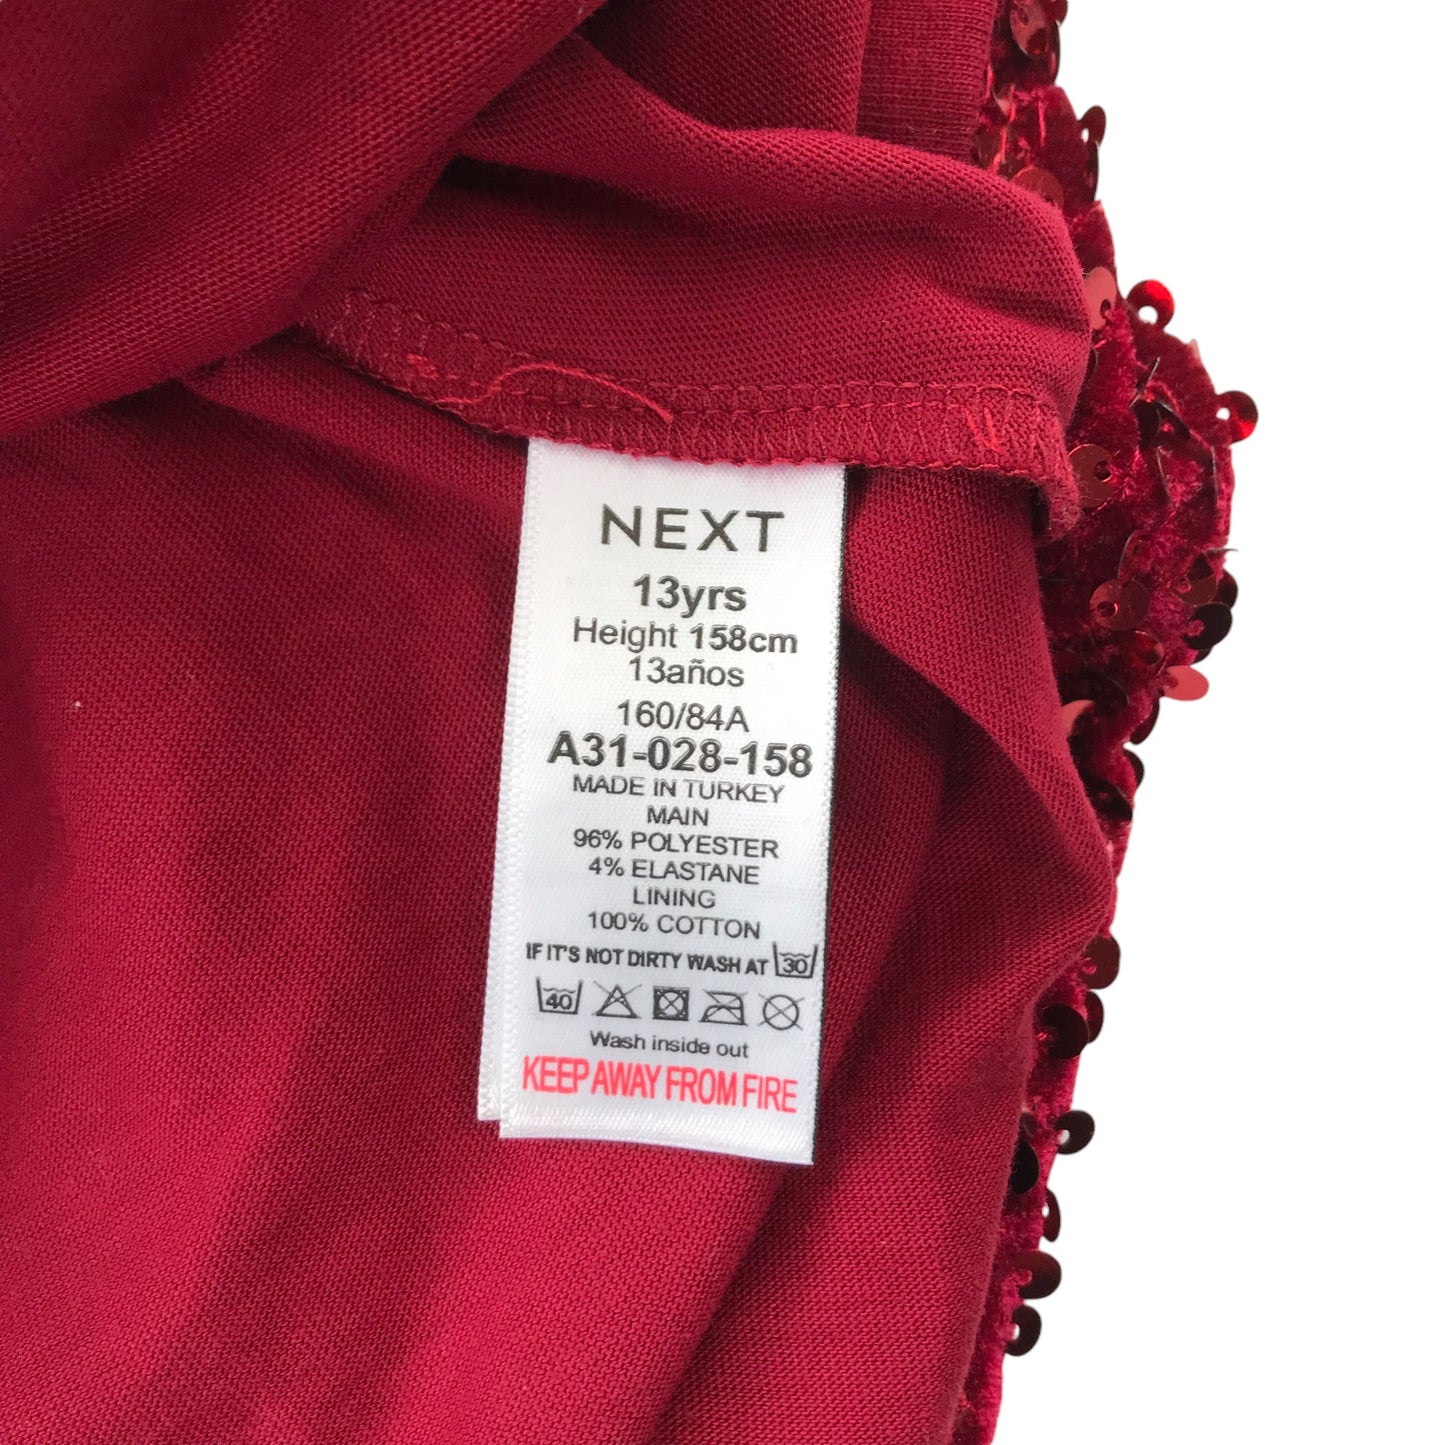 NEXT
13yrs
Height 158cm
13años
160/84A
A31-028-158
MADE IN TURKEY
MAIN
96% POLYESTER
4% ELASTANE
LINING
100% COTTON
IF IT'S NOT DIRTY WASH AT 30
40
Wash inside out
KEEP AWAY FROM FIRE